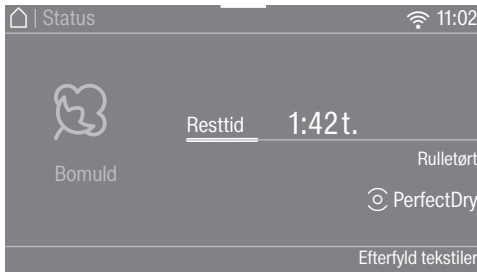 | Status
11:02
Resttid 1:42 t.
Rulletørt
Bomuld
PerfectDry
Efterfyld tekstiler